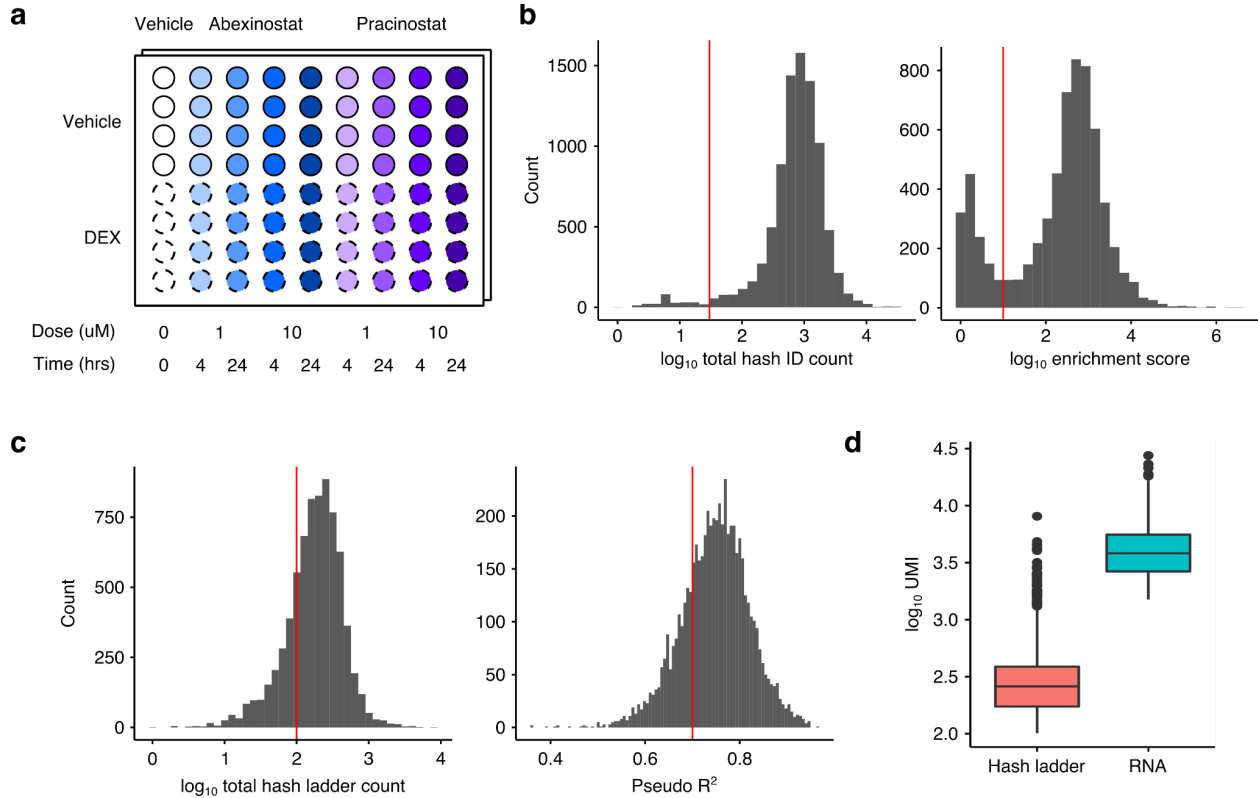 a
Vehicle Abexinostat Pracinostat
Vehicle
DEX
Dose (uM) 0 1 10 1 10
Time (hrs) 0 4 24 4 24 4 24 4 24
b
Count
1500
1000
500
0
0 1 2 3 4
log₁₀ total hash ID count
800
600
400
200
0
0 2 4 6
log₁₀ enrichment score
c
Count
750
500
250
0
0 1 2 3 4
log₁₀ total hash ladder count
200
150
100
50
0
0.4 0.6 0.8
Pseudo R²
d
log₁₀ UMI
4.5
4.0
3.5
3.0
2.5
2.0
Hash ladder RNA